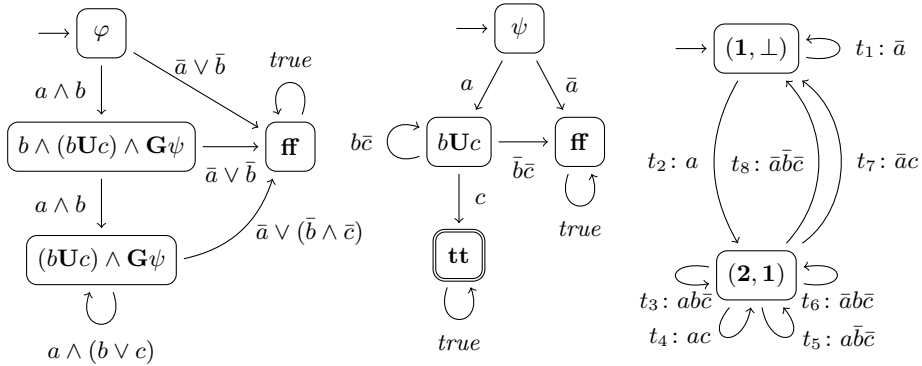 φ
ā ∨ b̄
true
a ∧ b
b ∧ (bUc) ∧ Gψ
ā ∨ b̄
ff
a ∧ b
(bUc) ∧ Gψ
ā ∨ (b̄ ∧ c̄)
a ∧ (b ∨ c)
ψ
a
ā
bc̄
bUc
b̄c̄
ff
c
true
tt
true
(1, ⊥)
t₁: ā
t₂: a
t₈: āb̄c̄
t₇: āc
(2, 1)
t₃: abc̄
t₆: ābc̄
t₄: ac
t₅: ab̄c̄